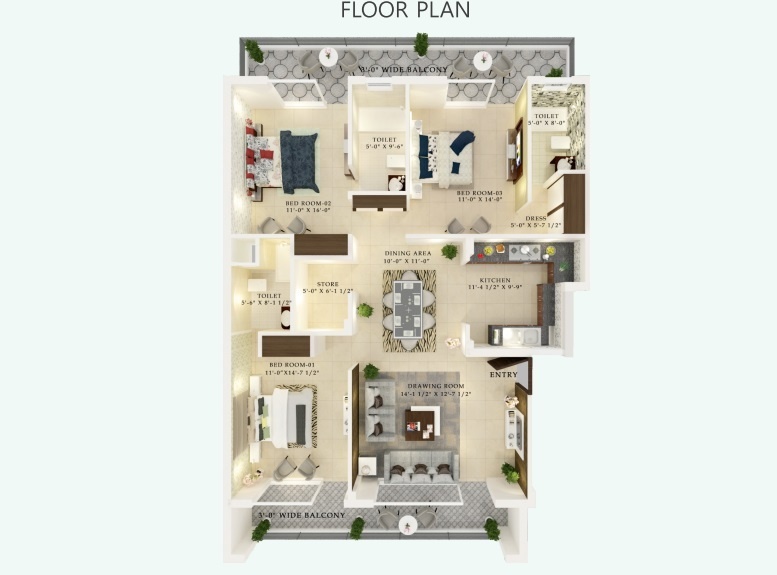 FLOOR PLAN
5'-0" WIDE BALCONY
TOILET
5'-0" X 8'-0"
TOILET
5'-0" X 9'-6"
BED ROOM-02
11'-0" X 16'-0"
BED ROOM-03
11'-0" X 14'-0"
DRESS
5'-0" X 5'-7 1/2"
DINING AREA
10'-0" X 11'-0"
STORE
5'-0" X 6'-1 1/2"
KITCHEN
11'-4 1/2" X 9'-9"
TOILET
5'-6" X 8'-1 1/2"
BED ROOM-01
11'-0"X14'-7 1/2"
ENTRY
DRAWING ROOM
14'-1 1/2" X 12'-7 1/2"
5'-0" WIDE BALCONY